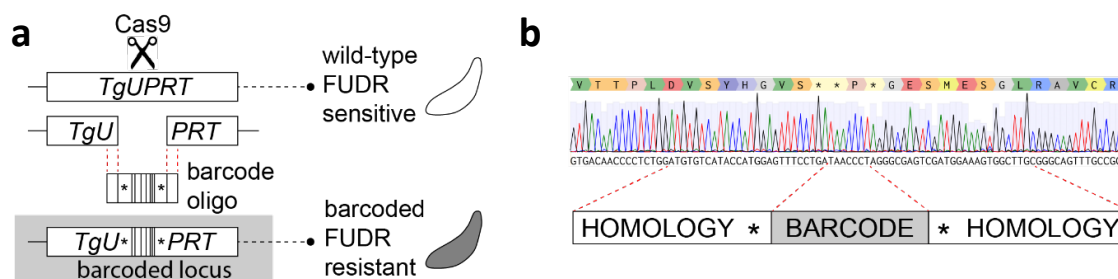 a
Cas9
TgUPRT
wild-type
FUDR
sensitive
TgU
PRT
* *
barcode
oligo
TgU* *PRT
barcoded locus
barcoded
FUDR
resistant
b
V T T P L D V S Y H G V S * * P * G E S M E S G L R A V C R
GTGACAACCCCTCTGGATGTGTCATACCATGGAGTTTCCTGATAACCCTAGGGCGAGTCGATGGAAAGTGGCTTGCGGGCAGTTTGCCGC
HOMOLOGY * BARCODE * HOMOLOGY